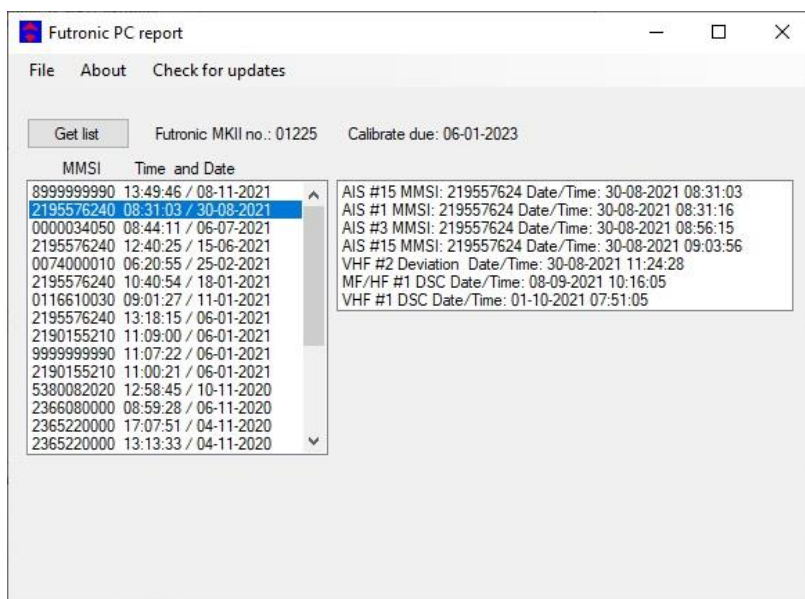 Futronic PC report
File About Check for updates
Get list Futronic MKII no.: 01225 Calibrate due: 06-01-2023
MMSI Time and Date
8999999990 13:49:46 / 08-11-2021
2195576240 08:31:03 / 30-08-2021
0000034050 08:44:11 / 06-07-2021
2195576240 12:40:25 / 15-06-2021
0074000010 06:20:55 / 25-02-2021
2195576240 10:40:54 / 18-01-2021
0116610030 09:01:27 / 11-01-2021
2195576240 13:18:15 / 06-01-2021
2190155210 11:09:00 / 06-01-2021
9999999990 11:07:22 / 06-01-2021
2190155210 11:00:21 / 06-01-2021
5380082020 12:58:45 / 10-11-2020
2366080000 08:59:28 / 06-11-2020
2365220000 17:07:51 / 04-11-2020
2365220000 13:13:33 / 04-11-2020
AIS #15 MMSI: 219557624 Date/Time: 30-08-2021 08:31:03
AIS #1 MMSI: 219557624 Date/Time: 30-08-2021 08:31:16
AIS #3 MMSI: 219557624 Date/Time: 30-08-2021 08:56:15
AIS #15 MMSI: 219557624 Date/Time: 30-08-2021 09:03:56
VHF #2 Deviation Date/Time: 30-08-2021 11:24:28
MF/HF #1 DSC Date/Time: 08-09-2021 10:16:05
VHF #1 DSC Date/Time: 01-10-2021 07:51:05